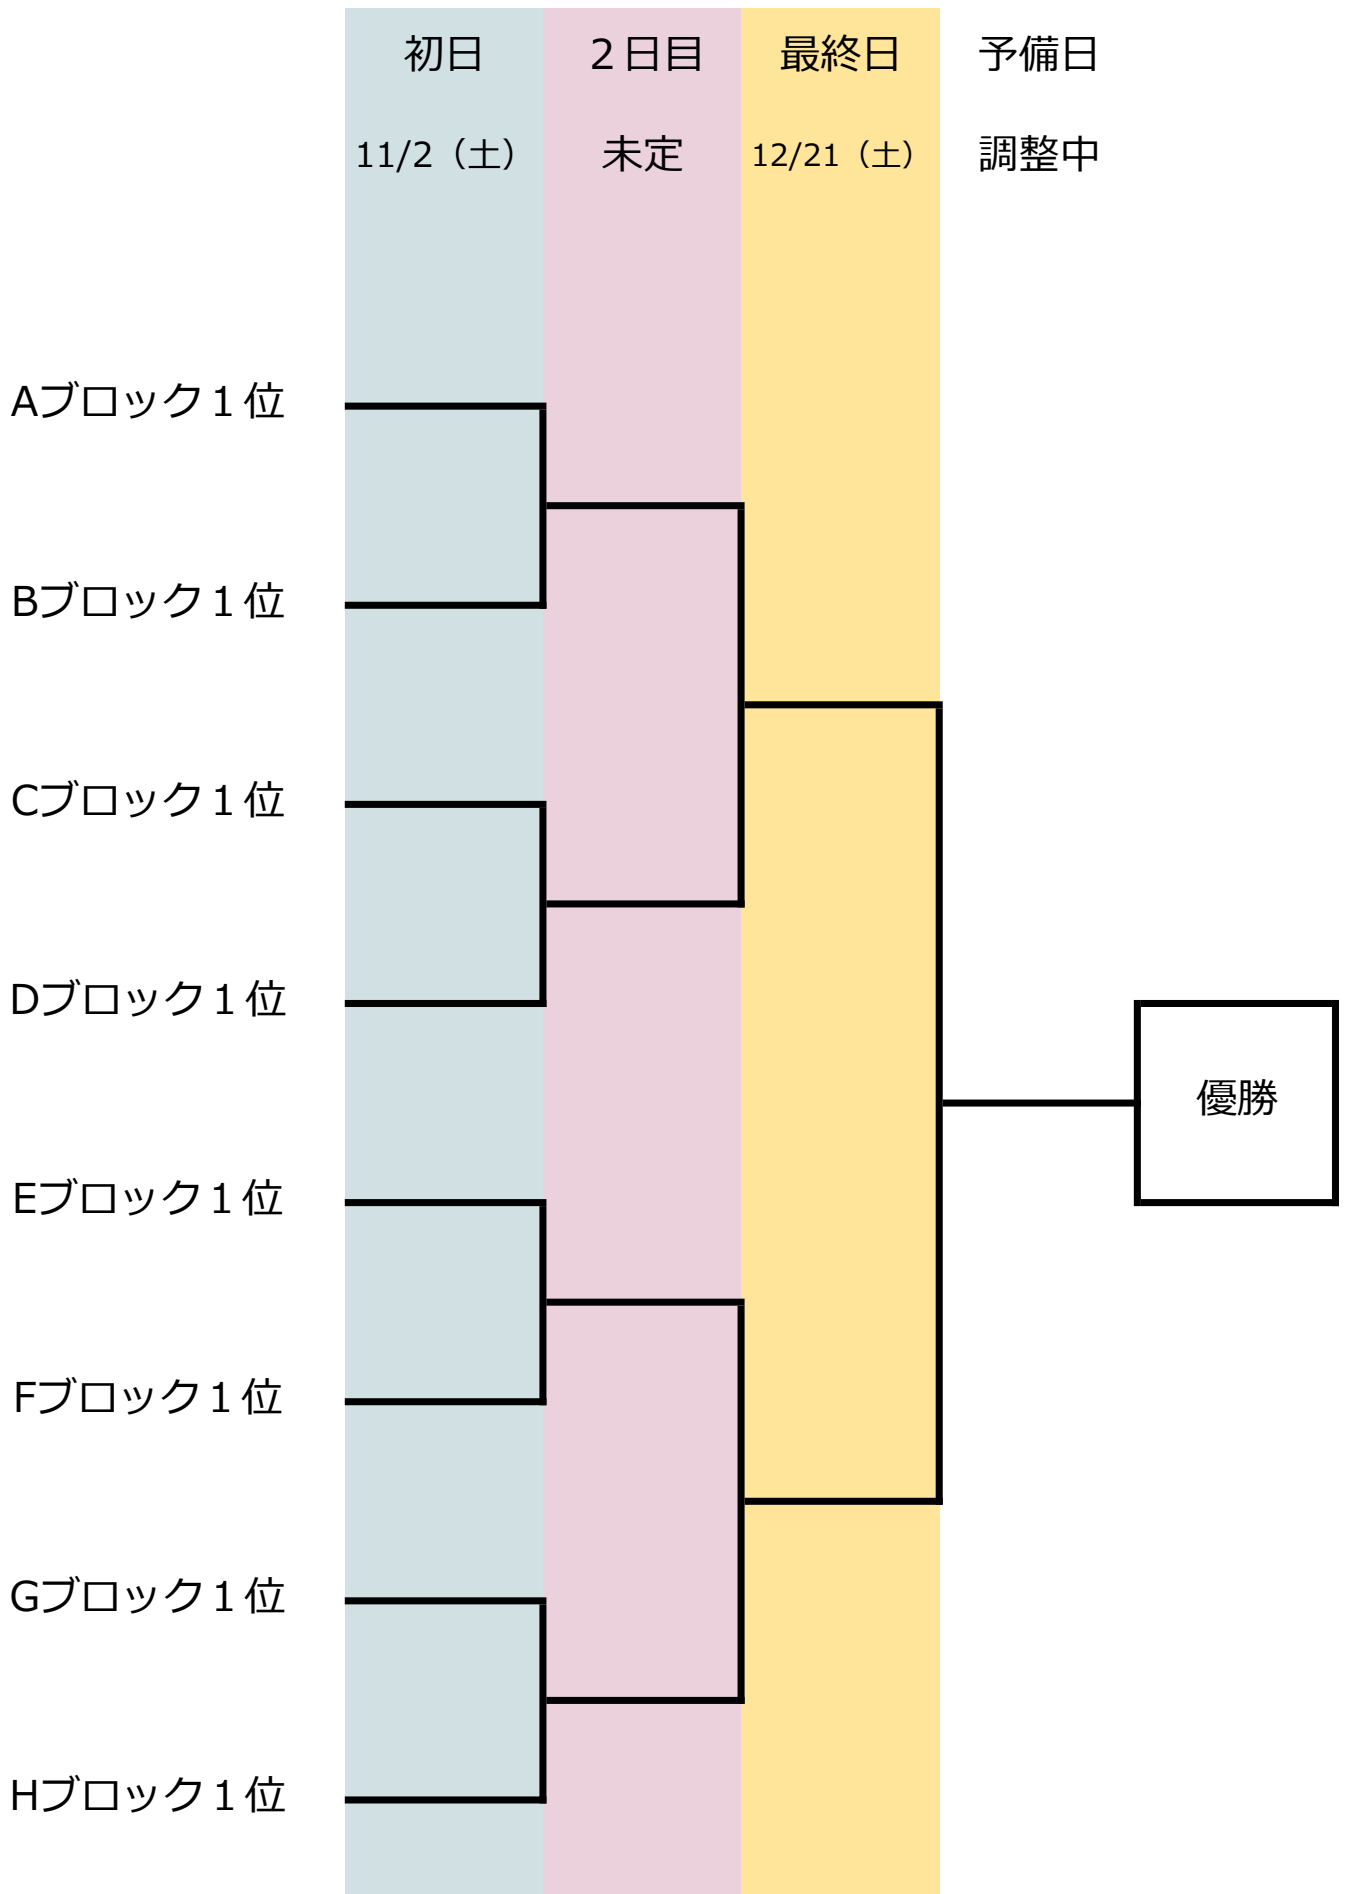 初日 ２日目 最終日 予備日
11/2（土） 未定 12/21（土） 調整中
Aブロック１位
Bブロック１位
Cブロック１位
Dブロック１位
優勝
Eブロック１位
Fブロック１位
Gブロック１位
Hブロック１位